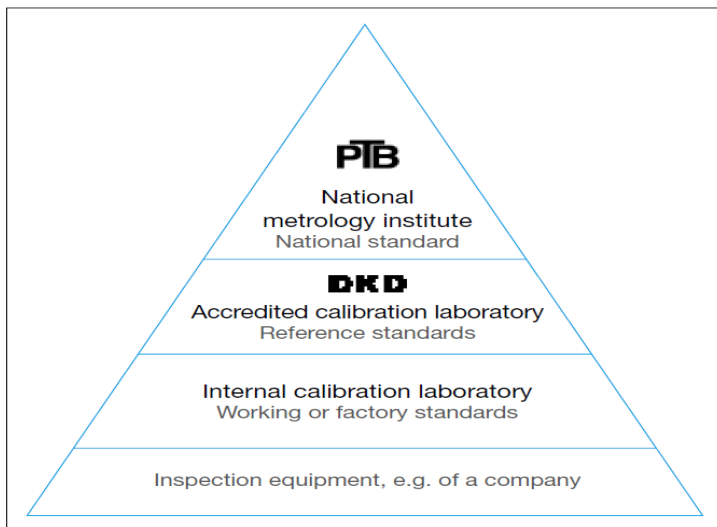 PTB
National
metrology institute
National standard
DKD
Accredited calibration laboratory
Reference standards
Internal calibration laboratory
Working or factory standards
Inspection equipment, e.g. of a company